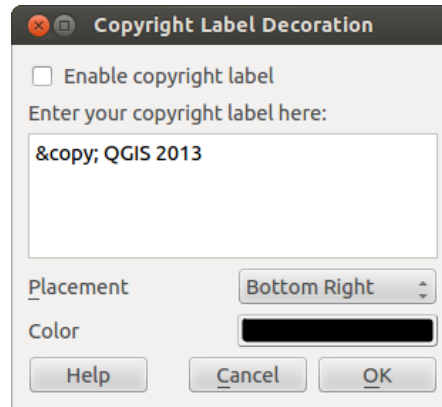 Copyright Label Decoration
Enable copyright label
Enter your copyright label here:
&copy; QGIS 2013
Placement Bottom Right
Color
Help Cancel OK